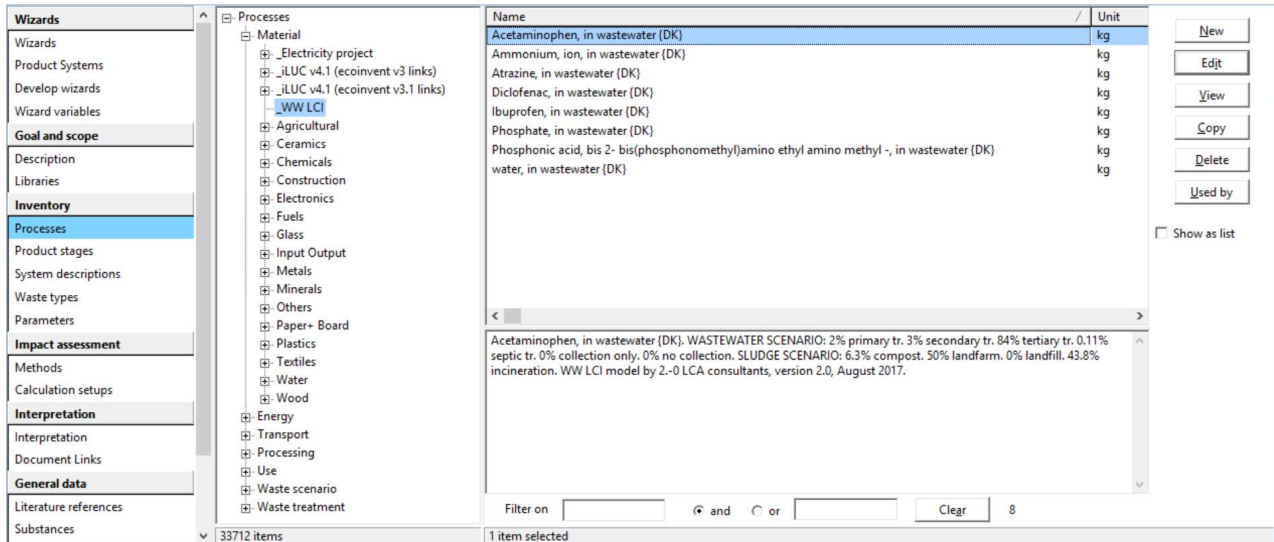 Wizards
Wizards
Product Systems
Develop wizards
Wizard variables
Goal and scope
Description
Libraries
Inventory
Processes
Product stages
System descriptions
Waste types
Parameters
Impact assessment
Methods
Calculation setups
Interpretation
Interpretation
Document Links
General data
Literature references
Substances
Processes
Material
_Electricity project
_iLUC v4.1 (ecoinvent v3 links)
_iLUC v4.1 (ecoinvent v3.1 links)
_WW LCI
Agricultural
Ceramics
Chemicals
Construction
Electronics
Fuels
Glass
Input Output
Metals
Minerals
Others
Paper+ Board
Plastics
Textiles
Water
Wood
Energy
Transport
Processing
Use
Waste scenario
Waste treatment
33712 items
Name / Unit
Acetaminophen, in wastewater {DK} kg
Ammonium, ion, in wastewater {DK} kg
Atrazine, in wastewater {DK} kg
Diclofenac, in wastewater {DK} kg
Ibuprofen, in wastewater {DK} kg
Phosphate, in wastewater {DK} kg
Phosphonic acid, bis 2- bis(phosphonomethyl)amino ethyl amino methyl -, in wastewater {DK} kg
water, in wastewater {DK} kg
Acetaminophen, in wastewater {DK}. WASTEWATER SCENARIO: 2% primary tr. 3% secondary tr. 84% tertiary tr. 0.11%
septic tr. 0% collection only. 0% no collection. SLUDGE SCENARIO: 6.3% compost. 50% landfarm. 0% landfill. 43.8%
incineration. WW LCI model by 2.-0 LCA consultants, version 2.0, August 2017.
Filter on and or Clear 8
1 item selected
New
Edit
View
Copy
Delete
Used by
Show as list